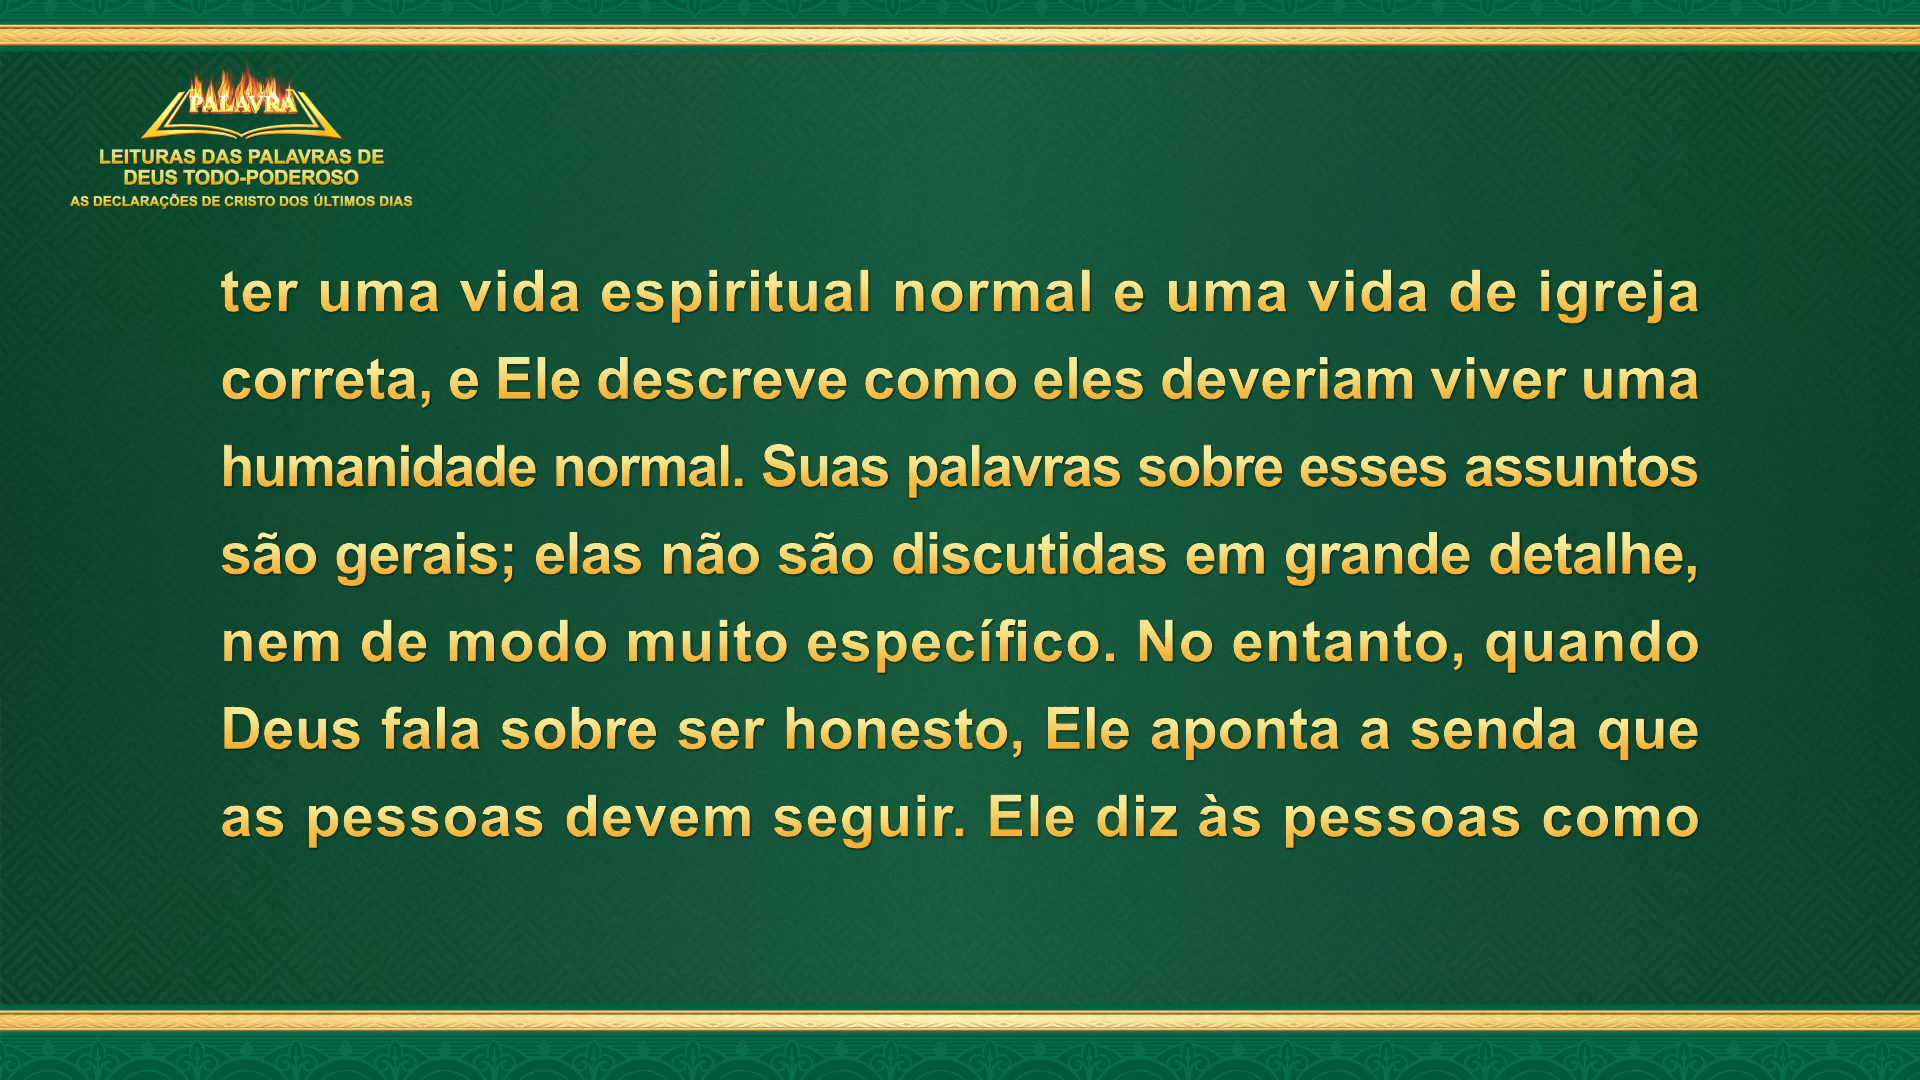 PALAVRA
LEITURAS DAS PALAVRAS DE
DEUS TODO-PODEROSO
AS DECLARAÇÕES DE CRISTO DOS ÚLTIMOS DIAS
ter uma vida espiritual normal e uma vida de igreja
correta, e Ele descreve como eles deveriam viver uma
humanidade normal. Suas palavras sobre esses assuntos
são gerais; elas não são discutidas em grande detalhe,
nem de modo muito específico. No entanto, quando
Deus fala sobre ser honesto, Ele aponta a senda que
as pessoas devem seguir. Ele diz às pessoas como